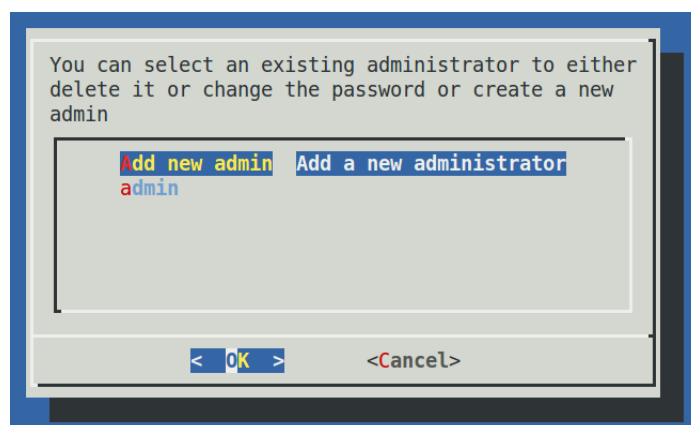 You can select an existing administrator to either
delete it or change the password or create a new
admin
Add new admin  Add a new administrator
admin
<  OK  >  <Cancel>